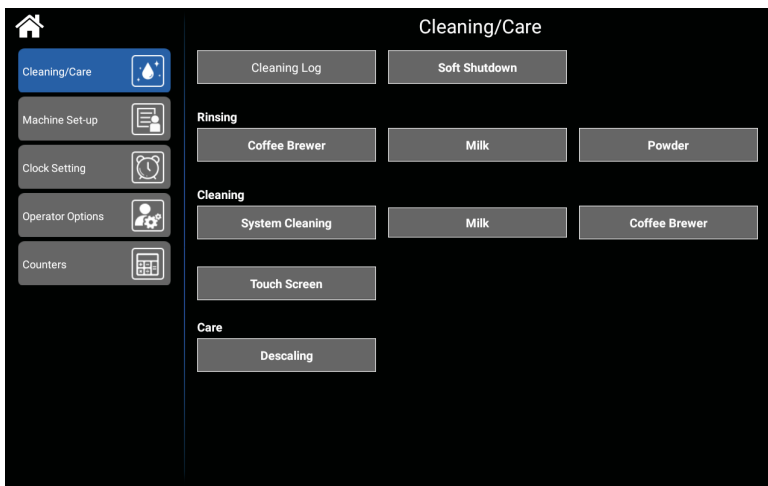 Cleaning/Care
Cleaning/Care
Machine Set-up
Clock Setting
Operator Options
Counters
Cleaning Log
Soft Shutdown
Rinsing
Coffee Brewer
Milk
Powder
Cleaning
System Cleaning
Milk
Coffee Brewer
Touch Screen
Care
Descaling